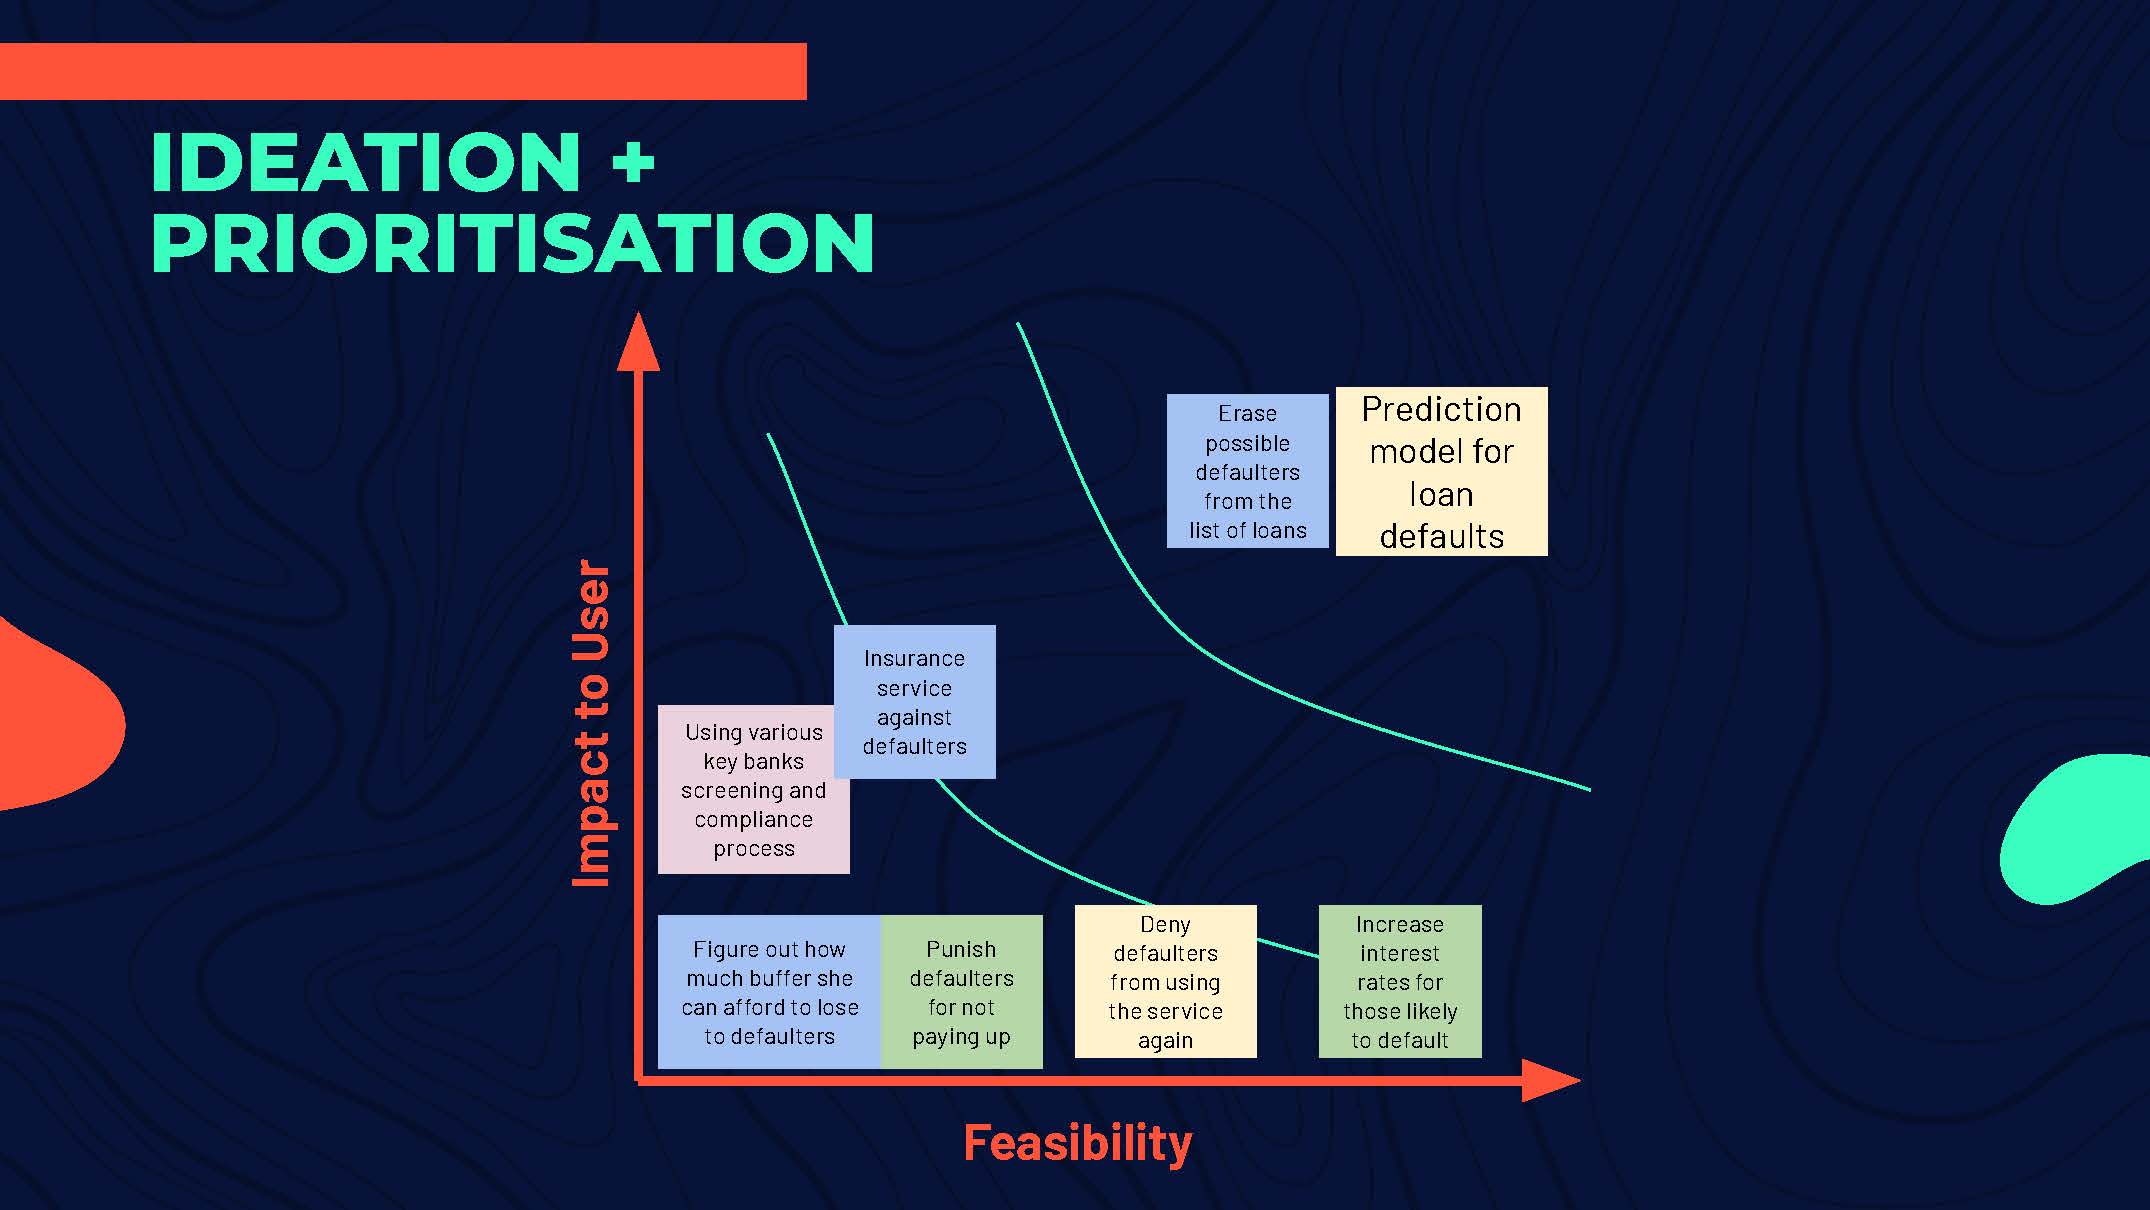 IDEATION +
PRIORITISATION
Impact to User
Erase
possible
defaulters
from the
list of loans
Prediction
model for
loan
defaults
Insurance
service
against
defaulters
Using various
key banks
screening and
compliance
process
Figure out how
much buffer she
can afford to lose
to defaulters
Punish
defaulters
for not
paying up
Deny
defaulters
from using
the service
again
Increase
interest
rates for
those likely
to default
Feasibility